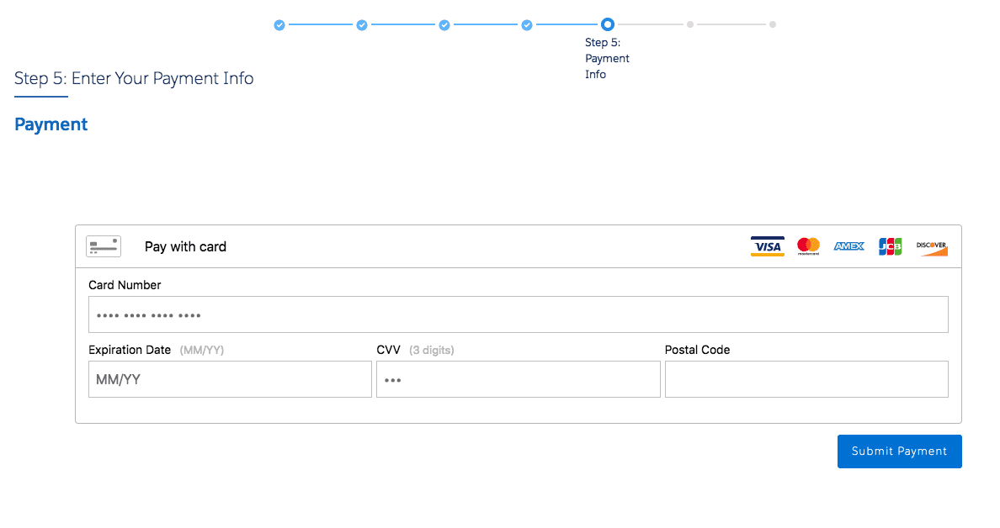 Step 5:
Payment
Info
Step 5: Enter Your Payment Info
Payment
Pay with card
VISA mastercard AMEX JCB DISCOVER
Card Number
•••• •••• •••• ••••
Expiration Date (MM/YY) CVV (3 digits) Postal Code
MM/YY •••
Submit Payment